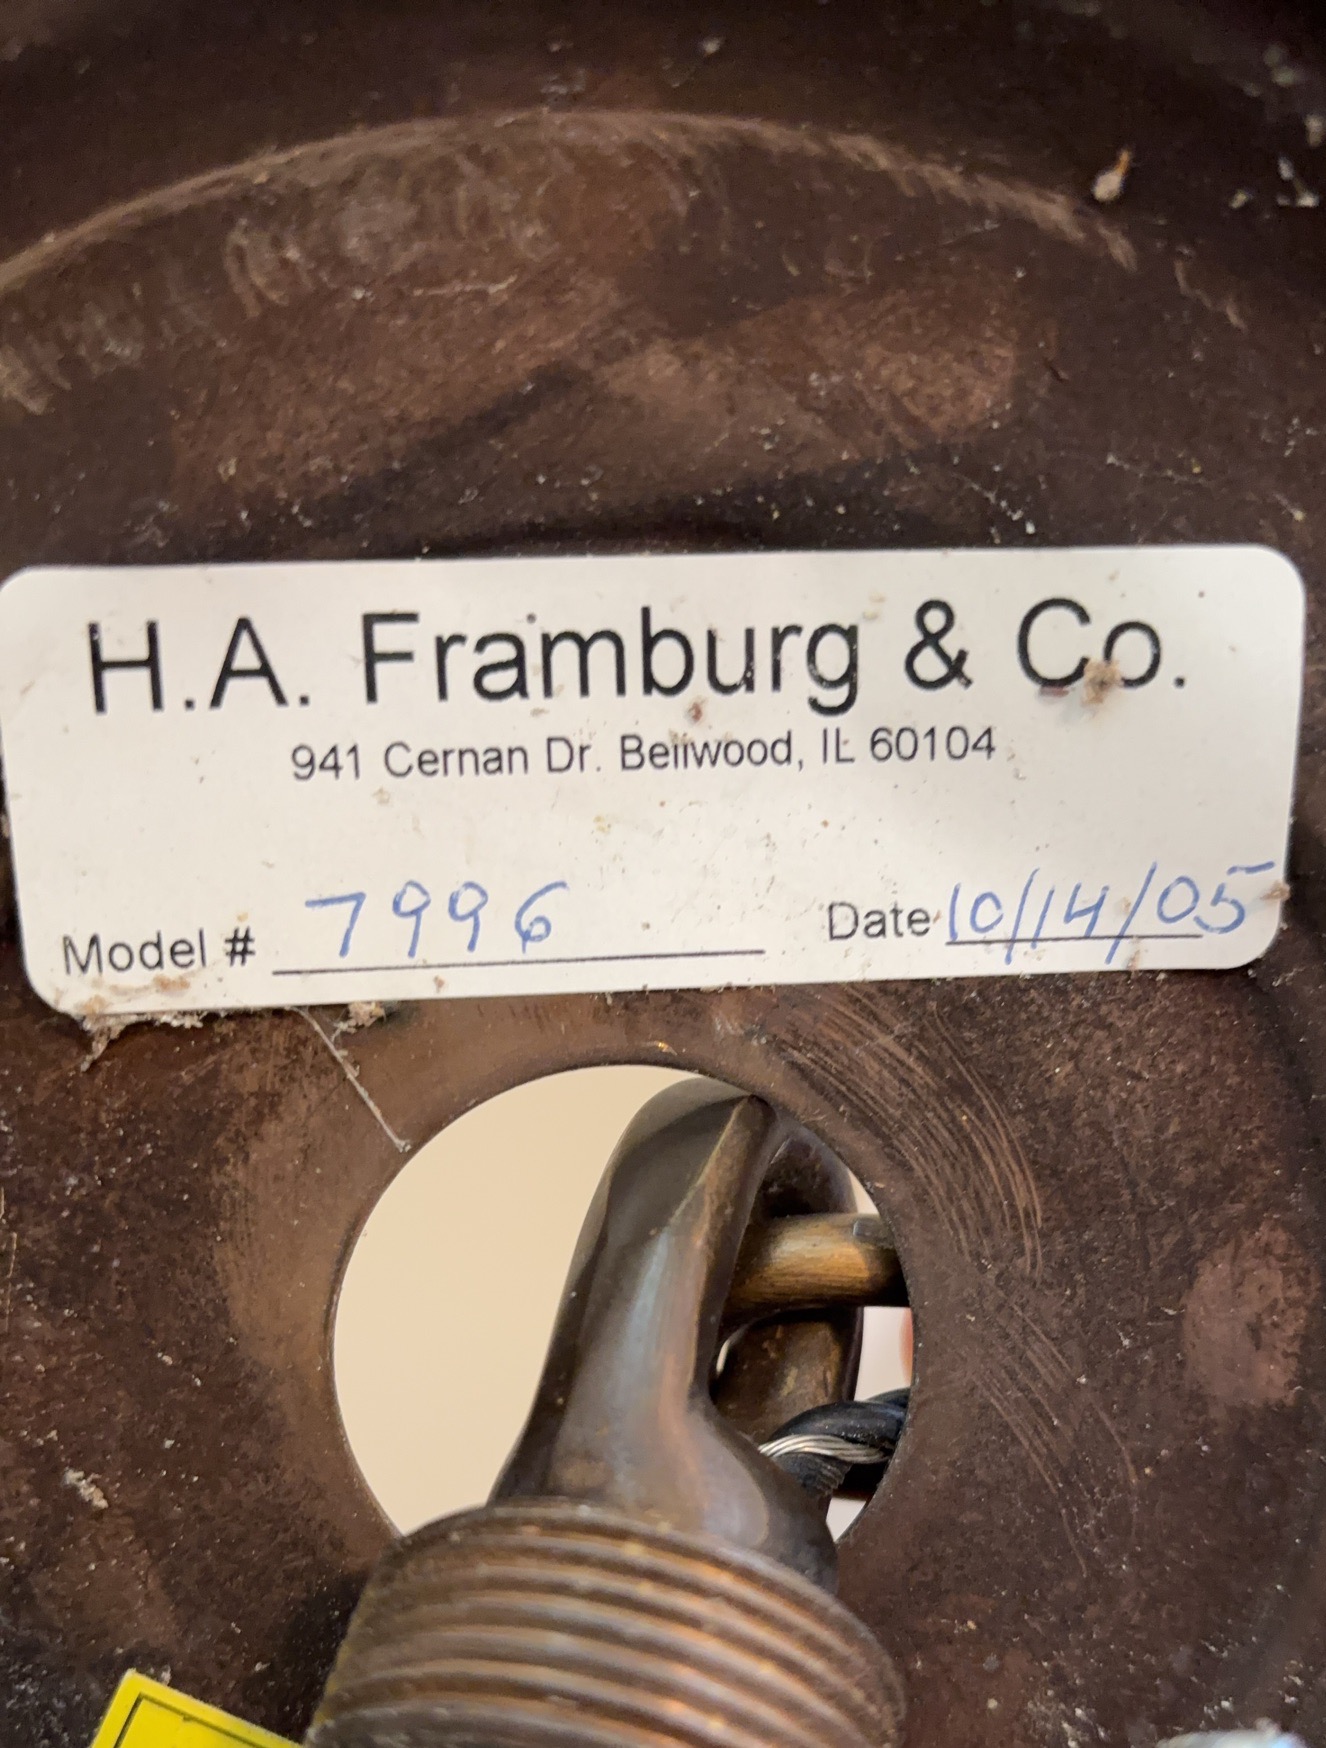 H.A. Framburg & Co.
941 Cernan Dr. Bellwood, IL 60104
Model # 7996 Date 10/14/05